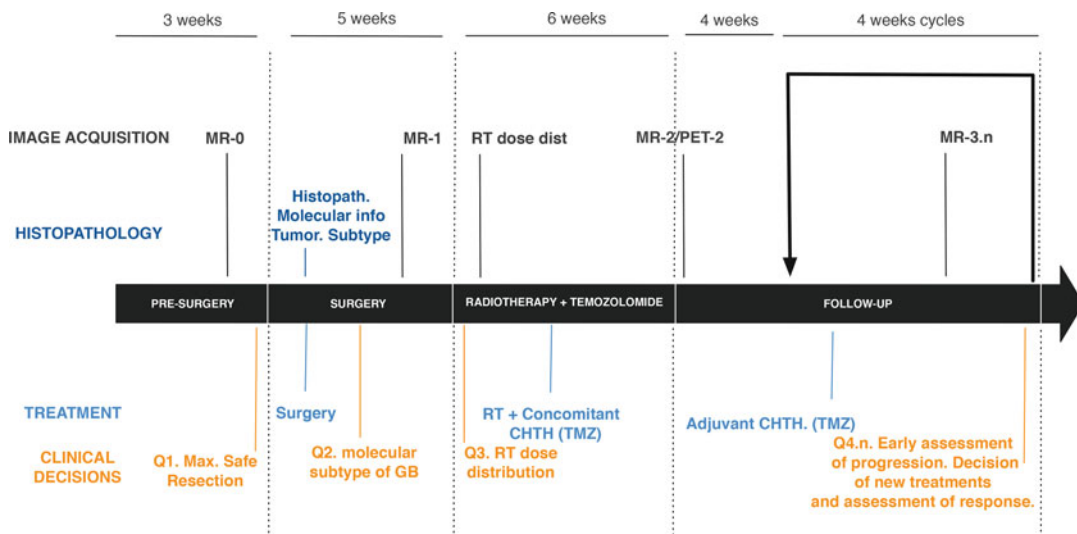 3 weeks
5 weeks
6 weeks
4 weeks
4 weeks cycles
IMAGE ACQUISITION
MR-0
MR-1
RT dose dist
MR-2/PET-2
MR-3.n
HISTOPATHOLOGY
Histopath.
Molecular info
Tumor. Subtype
PRE-SURGERY
SURGERY
RADIOTHERAPY + TEMOZOLOMIDE
FOLLOW-UP
TREATMENT
Surgery
RT + Concomitant
CHTH (TMZ)
Adjuvant CHTH. (TMZ)
CLINICAL
DECISIONS
Q1. Max. Safe
Resection
Q2. molecular
subtype of GB
Q3. RT dose
distribution
Q4.n. Early assessment
of progression. Decision
of new treatments
and assessment of response.